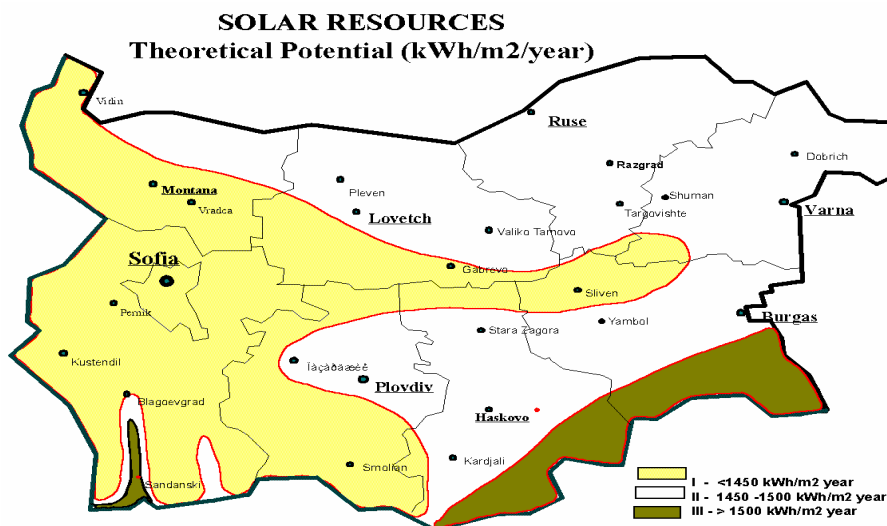 SOLAR RESOURCES
Theoretical Potential (kWh/m2/year)
Vidin
Ruse
Dobrich
Razgrad
Montana
Pleven
Shuman
Vradca
Lovetch
Targovishte
Varna
Valiko Tarnovo
Sofia
Gabrevo
Sliven
Pernik
Burgas
Yambol
Stara Zagora
Kustendil
Ïàçàðäæèê
Plovdiv
Blagoevgrad
Haskovo
Smolian
Kardjali
Sandanski
I - <1450 kWh/m2 year
II - 1450 -1500 kWh/m2 year
III - > 1500 kWh/m2 year